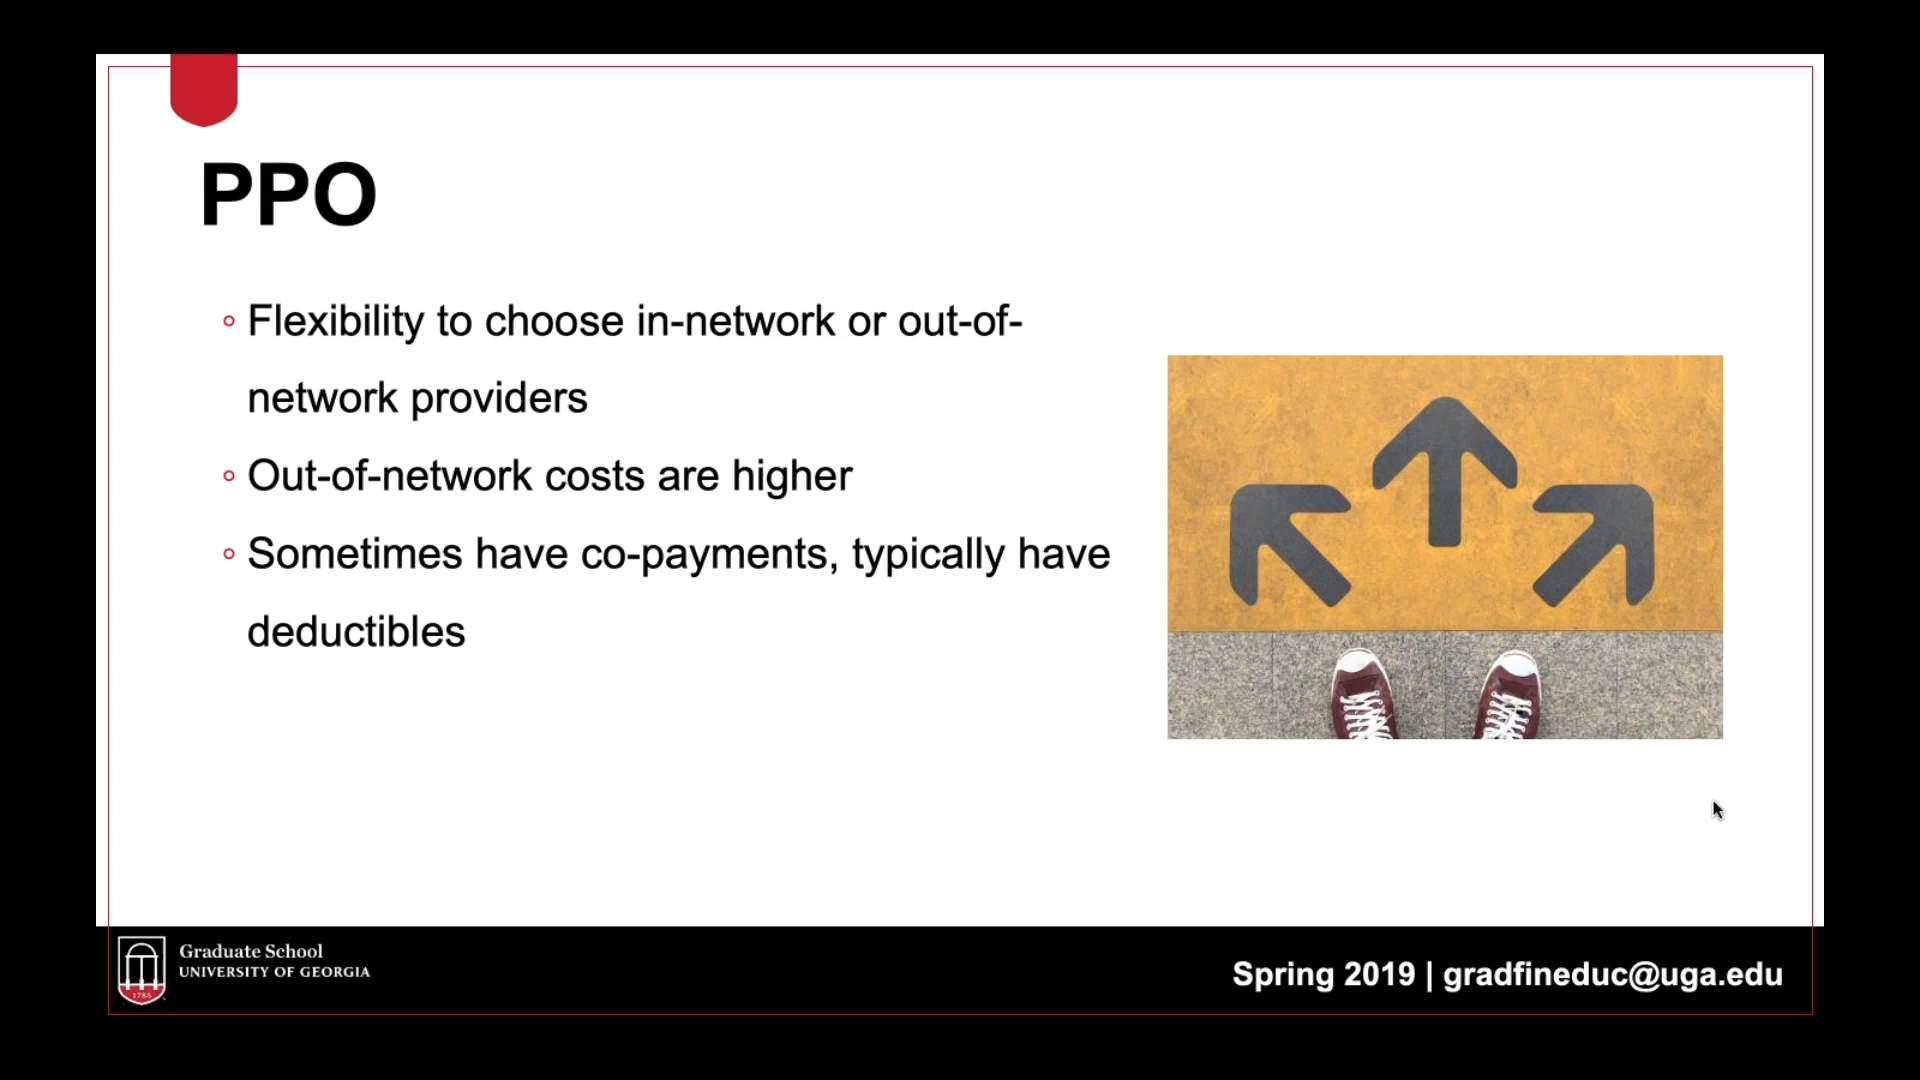 PPO
◦ Flexibility to choose in-network or out-of-
network providers
◦ Out-of-network costs are higher
◦ Sometimes have co-payments, typically have
deductibles
Graduate School
UNIVERSITY OF GEORGIA
1785
Spring 2019 | gradfineduc@uga.edu